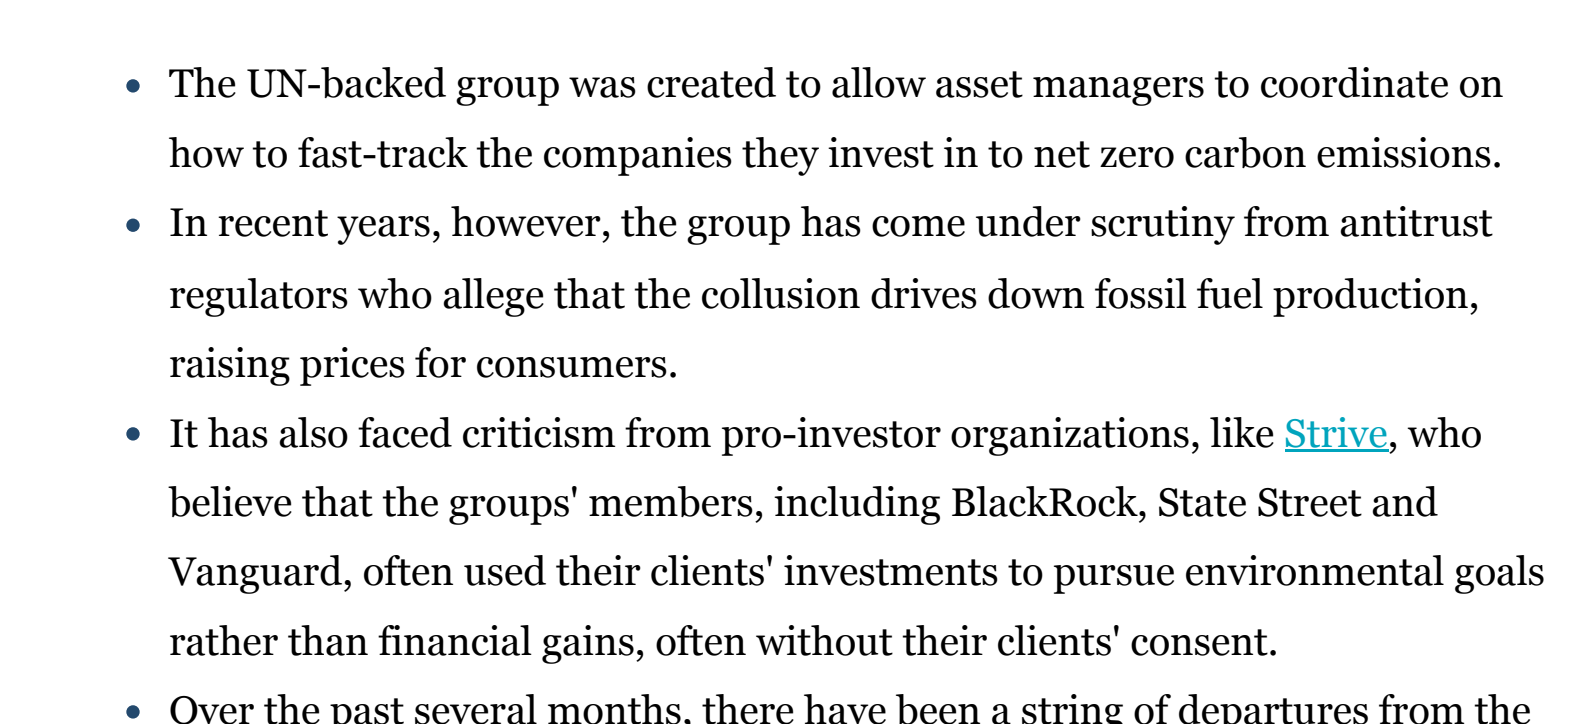 • The UN-backed group was created to allow asset managers to coordinate on
how to fast-track the companies they invest in to net zero carbon emissions.
• In recent years, however, the group has come under scrutiny from antitrust
regulators who allege that the collusion drives down fossil fuel production,
raising prices for consumers.
• It has also faced criticism from pro-investor organizations, like Strive, who
believe that the groups' members, including BlackRock, State Street and
Vanguard, often used their clients' investments to pursue environmental goals
rather than financial gains, often without their clients' consent.
• Over the past several months, there have been a string of departures from the